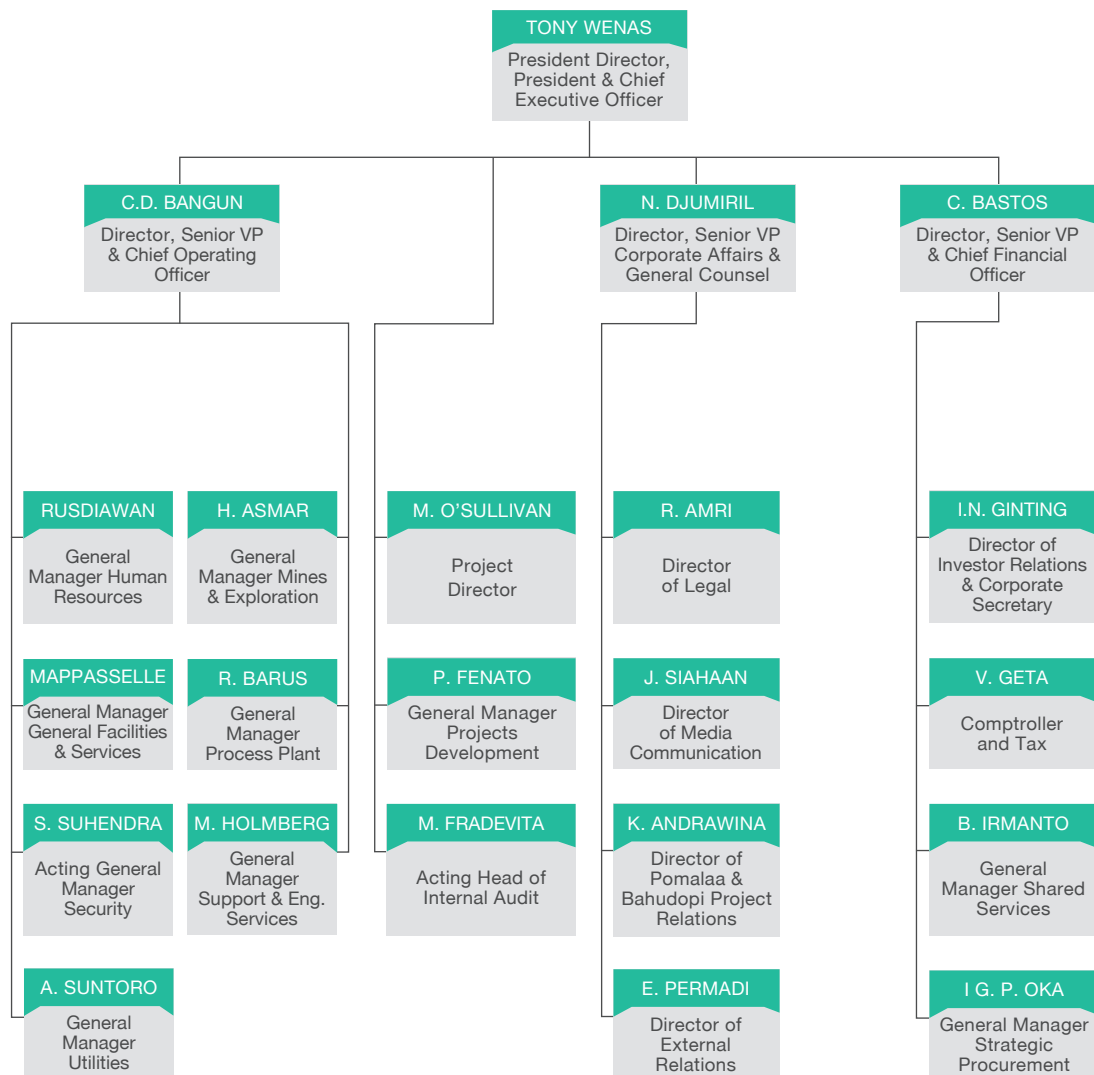 TONY WENAS
President Director,
President & Chief
Executive Officer
C.D. BANGUN
Director, Senior VP
& Chief Operating
Officer
N. DJUMIRIL
Director, Senior VP
Corporate Affairs &
General Counsel
C. BASTOS
Director, Senior VP
& Chief Financial
Officer
RUSDIAWAN
General
Manager Human
Resources
H. ASMAR
General
Manager Mines
& Exploration
M. O’SULLIVAN
Project
Director
R. AMRI
Director
of Legal
I.N. GINTING
Director of
Investor Relations
& Corporate
Secretary
MAPPASSELLE
General Manager
General Facilities
& Services
R. BARUS
General
Manager
Process Plant
P. FENATO
General Manager
Projects
Development
J. SIAHAAN
Director
of Media
Communication
V. GETA
Comptroller
and Tax
S. SUHENDRA
Acting General
Manager
Security
M. HOLMBERG
General
Manager
Support & Eng.
Services
M. FRADEVITA
Acting Head of
Internal Audit
K. ANDRAWINA
Director of
Pomalaa &
Bahudopi Project
Relations
B. IRMANTO
General
Manager Shared
Services
A. SUNTORO
General
Manager
Utilities
E. PERMADI
Director of
External
Relations
I G. P. OKA
General Manager
Strategic
Procurement